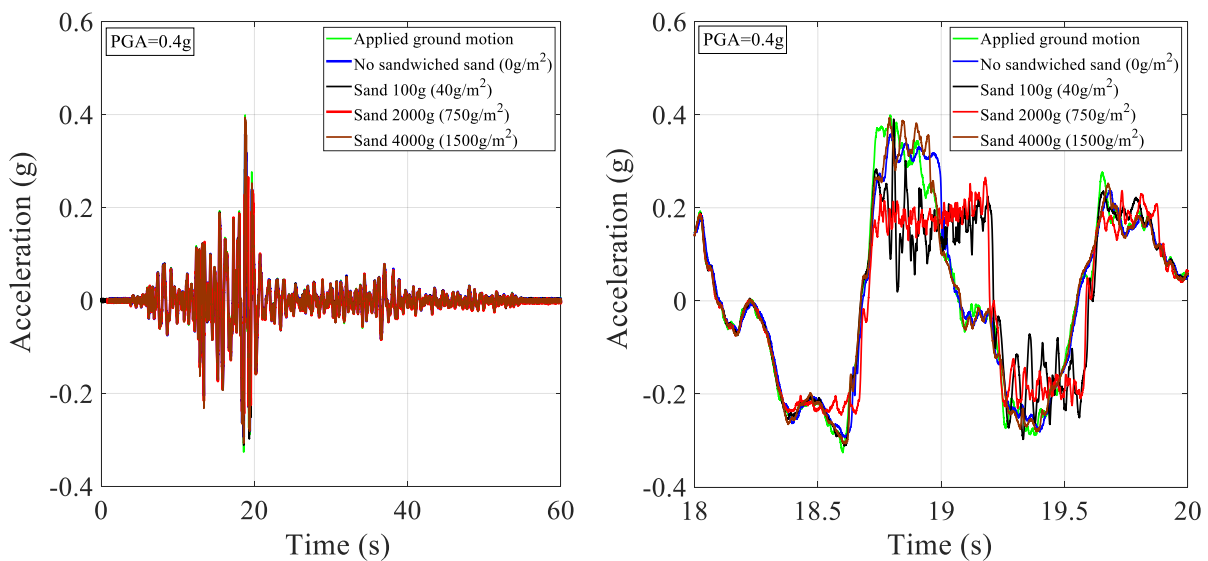 0.6
0.4
0.2
0
-0.2
-0.4
Acceleration (g)
PGA=0.4g
Applied ground motion
No sandwiched sand (0g/m²)
Sand 100g (40g/m²)
Sand 2000g (750g/m²)
Sand 4000g (1500g/m²)
0 20 40 60
Time (s)
0.6
0.4
0.2
0
-0.2
-0.4
Acceleration (g)
PGA=0.4g
Applied ground motion
No sandwiched sand (0g/m²)
Sand 100g (40g/m²)
Sand 2000g (750g/m²)
Sand 4000g (1500g/m²)
18 18.5 19 19.5 20
Time (s)